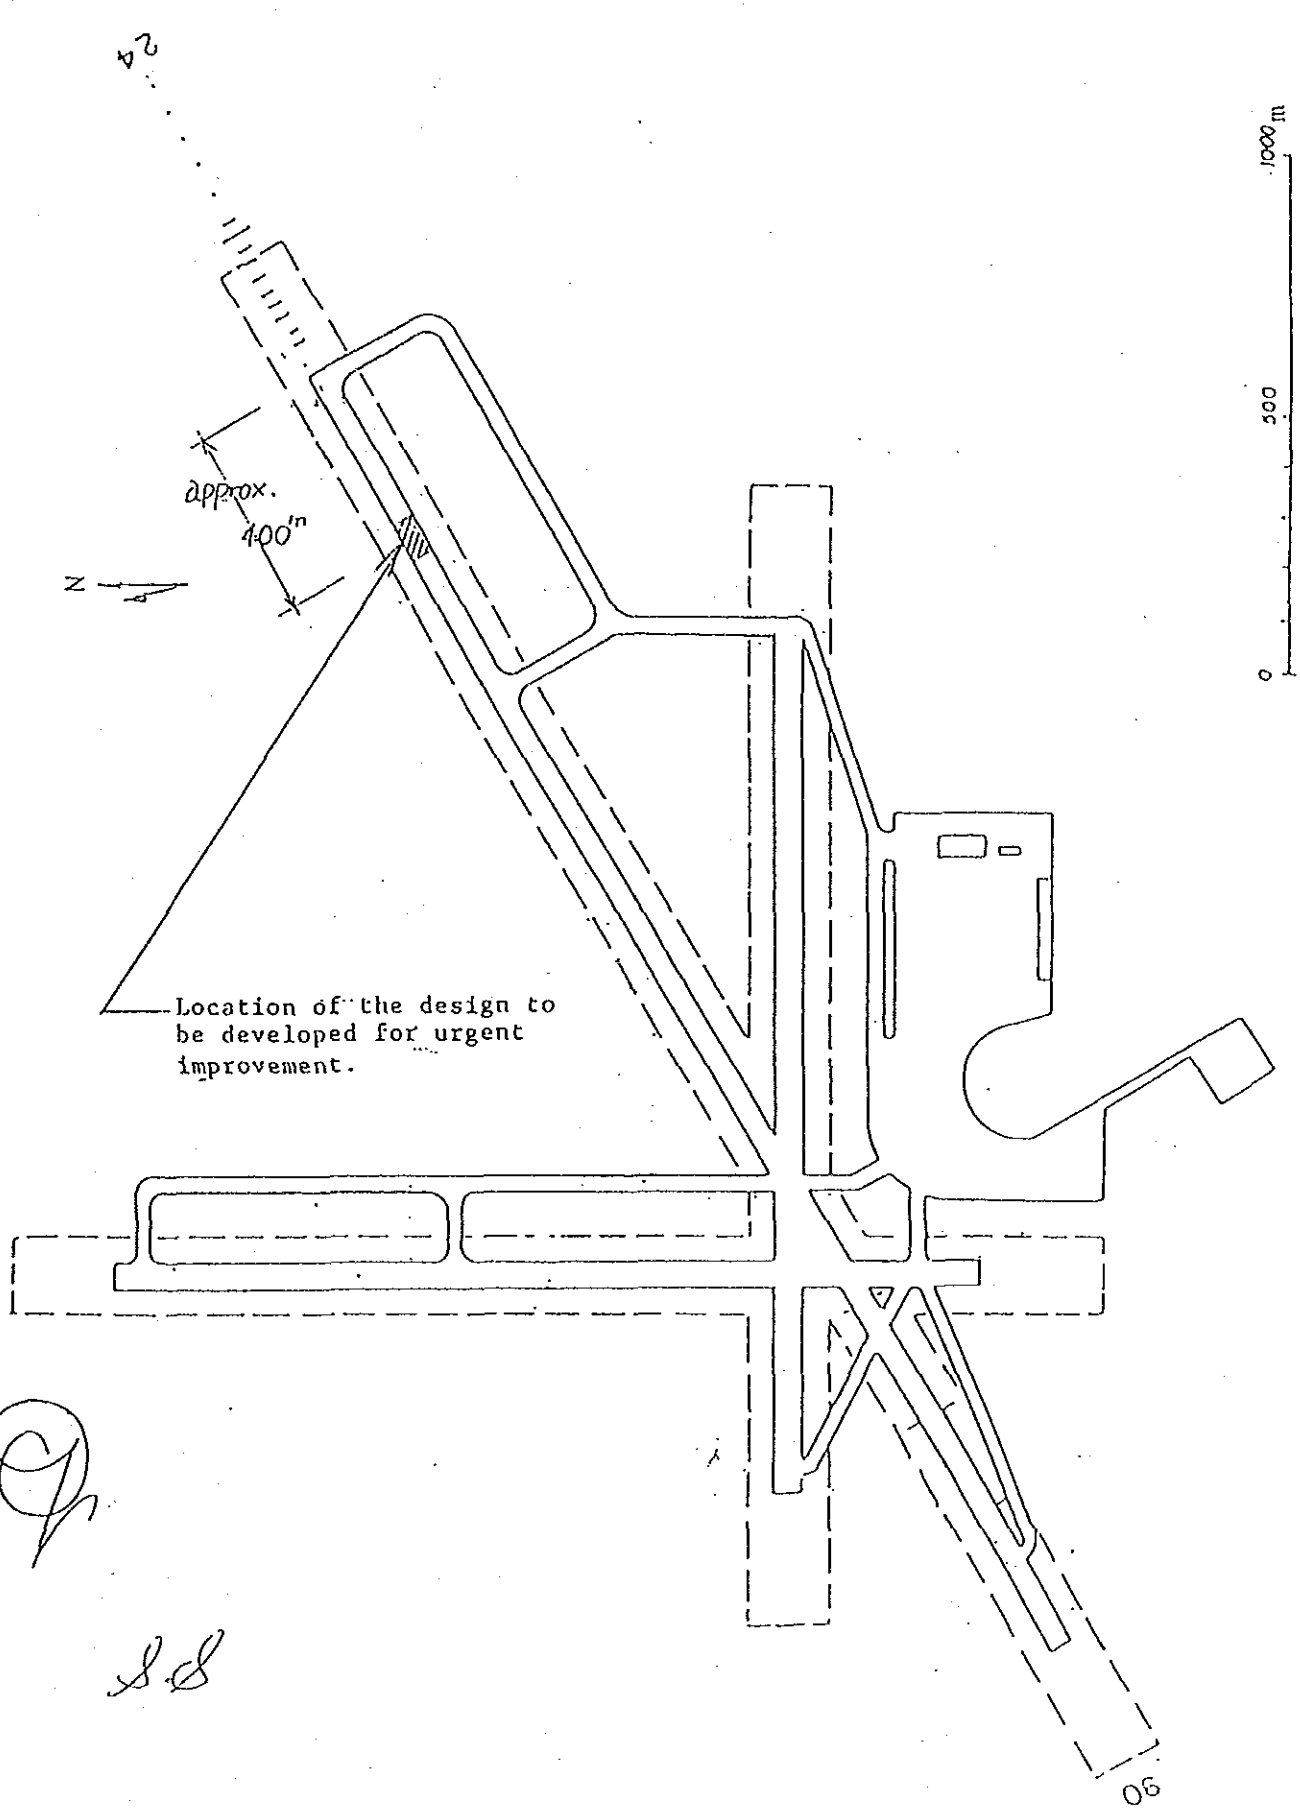 24
1000m
500
0
approx.
400m
N
Location of the design to
be developed for urgent
improvement.
06